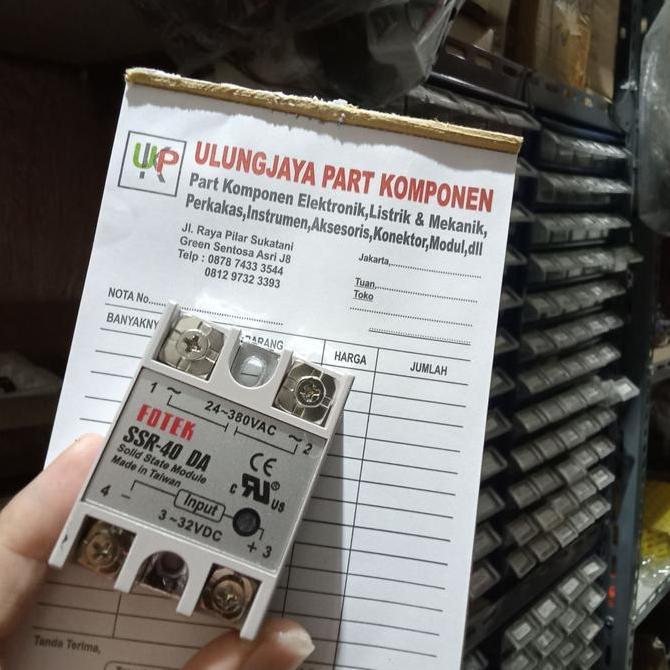 UKP
ULUNGJAYA PART KOMPONEN
Part Komponen Elektronik,Listrik & Mekanik,
Perkakas,Instrumen,Aksesoris,Konektor,Modul,dll
Jl. Raya Pilar Sukatani
Green Sentosa Asri J8
Telp : 0878 7433 3544
0812 9732 3393
Jakarta,
Tuan
Toko
NOTA No.
BANYAKNY
BARANG
HARGA
JUMLAH
1 ~ 24~380VAC ~ 2
FOTEK
SSR-40 DA
Solid State Module
Made in Taiwan
CE
c RU ® US
4 − Input
3~32VDC
+ 3
Tanda Terima,